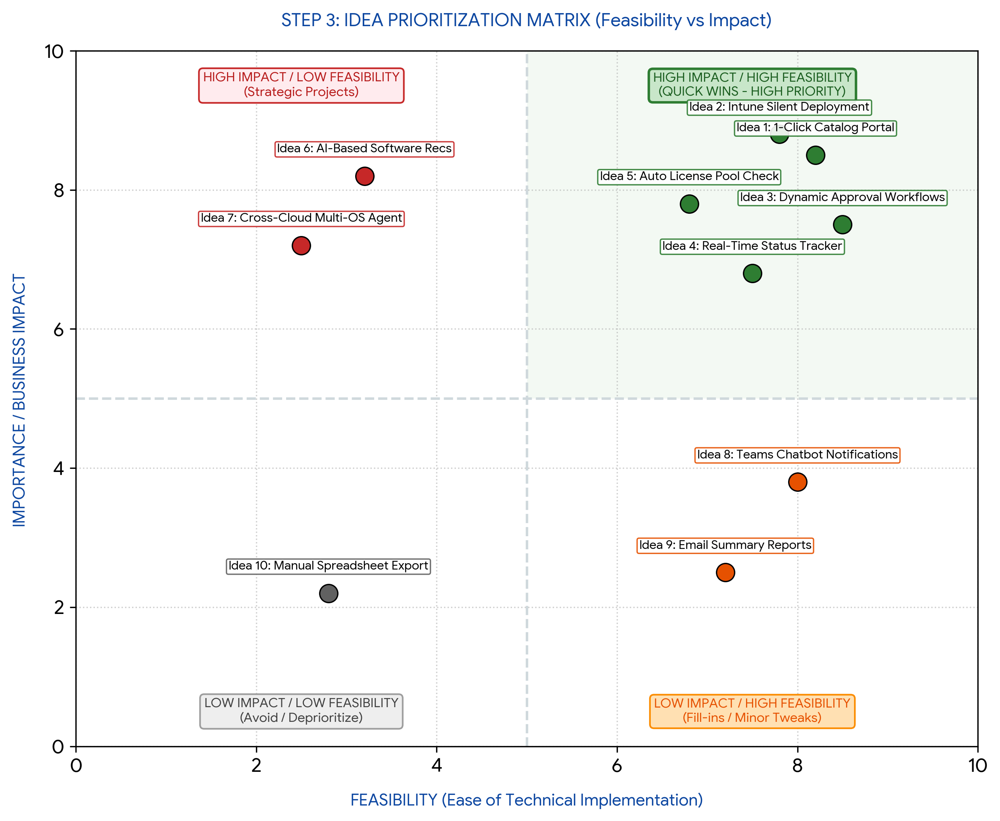 STEP 3: IDEA PRIORITIZATION MATRIX (Feasibility vs Impact)
10
HIGH IMPACT / LOW FEASIBILITY
(Strategic Projects)
HIGH IMPACT / HIGH FEASIBILITY
(QUICK WINS - HIGH PRIORITY)
Idea 2: Intune Silent Deployment
Idea 1: 1-Click Catalog Portal
Idea 6: AI-Based Software Recs
Idea 5: Auto License Pool Check
8
Idea 3: Dynamic Approval Workflows
Idea 7: Cross-Cloud Multi-OS Agent
Idea 4: Real-Time Status Tracker
6
IMPORTANCE / BUSINESS IMPACT
Idea 8: Teams Chatbot Notifications
4
Idea 9: Email Summary Reports
Idea 10: Manual Spreadsheet Export
2
LOW IMPACT / LOW FEASIBILITY
(Avoid / Deprioritize)
LOW IMPACT / HIGH FEASIBILITY
(Fill-ins / Minor Tweaks)
0
0 2 4 6 8 10
FEASIBILITY (Ease of Technical Implementation)